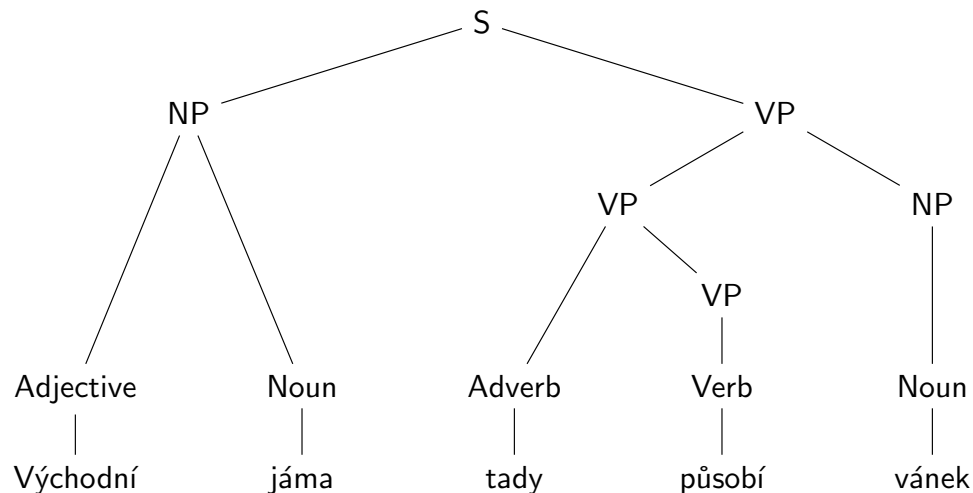 S
NP VP
VP NP
VP
Adjective Noun Adverb Verb Noun
Východní jáma tady působí vánek